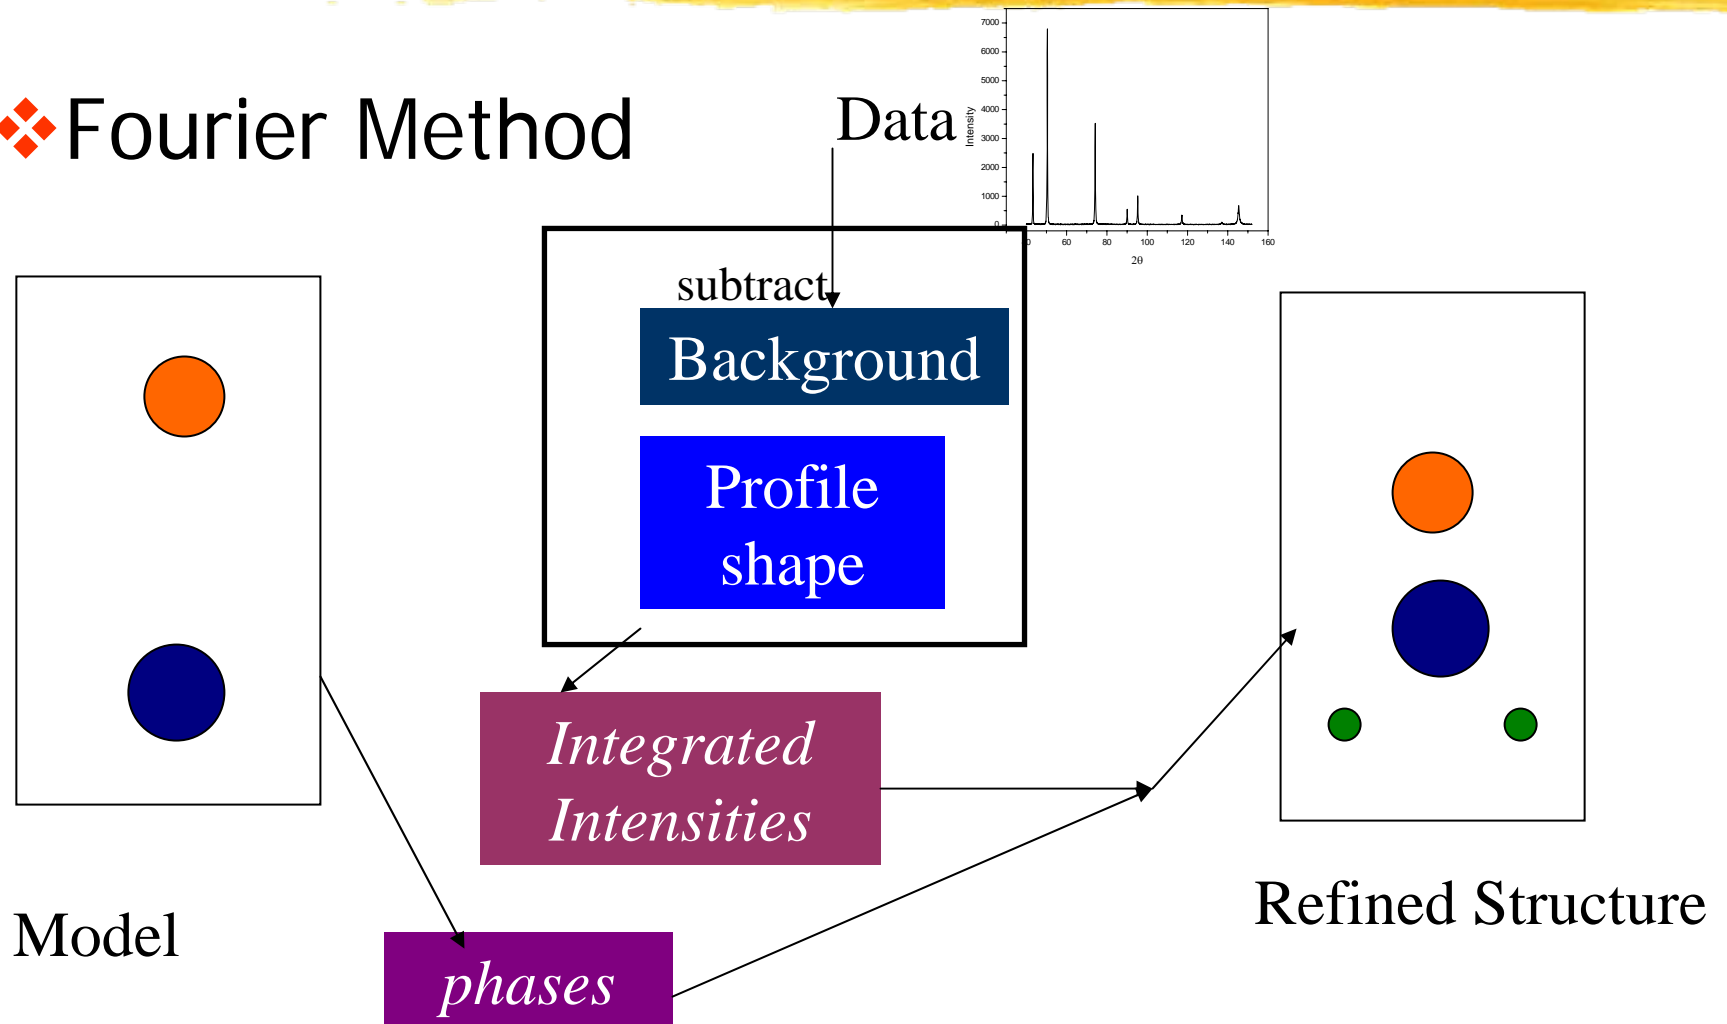 Fourier Method
Data
7000
6000
5000
4000
3000
2000
1000
0
Intensity
60 80 100 120 140 160
2θ
subtract
Background
Profile
shape
Integrated
Intensities
phases
Model
Refined Structure